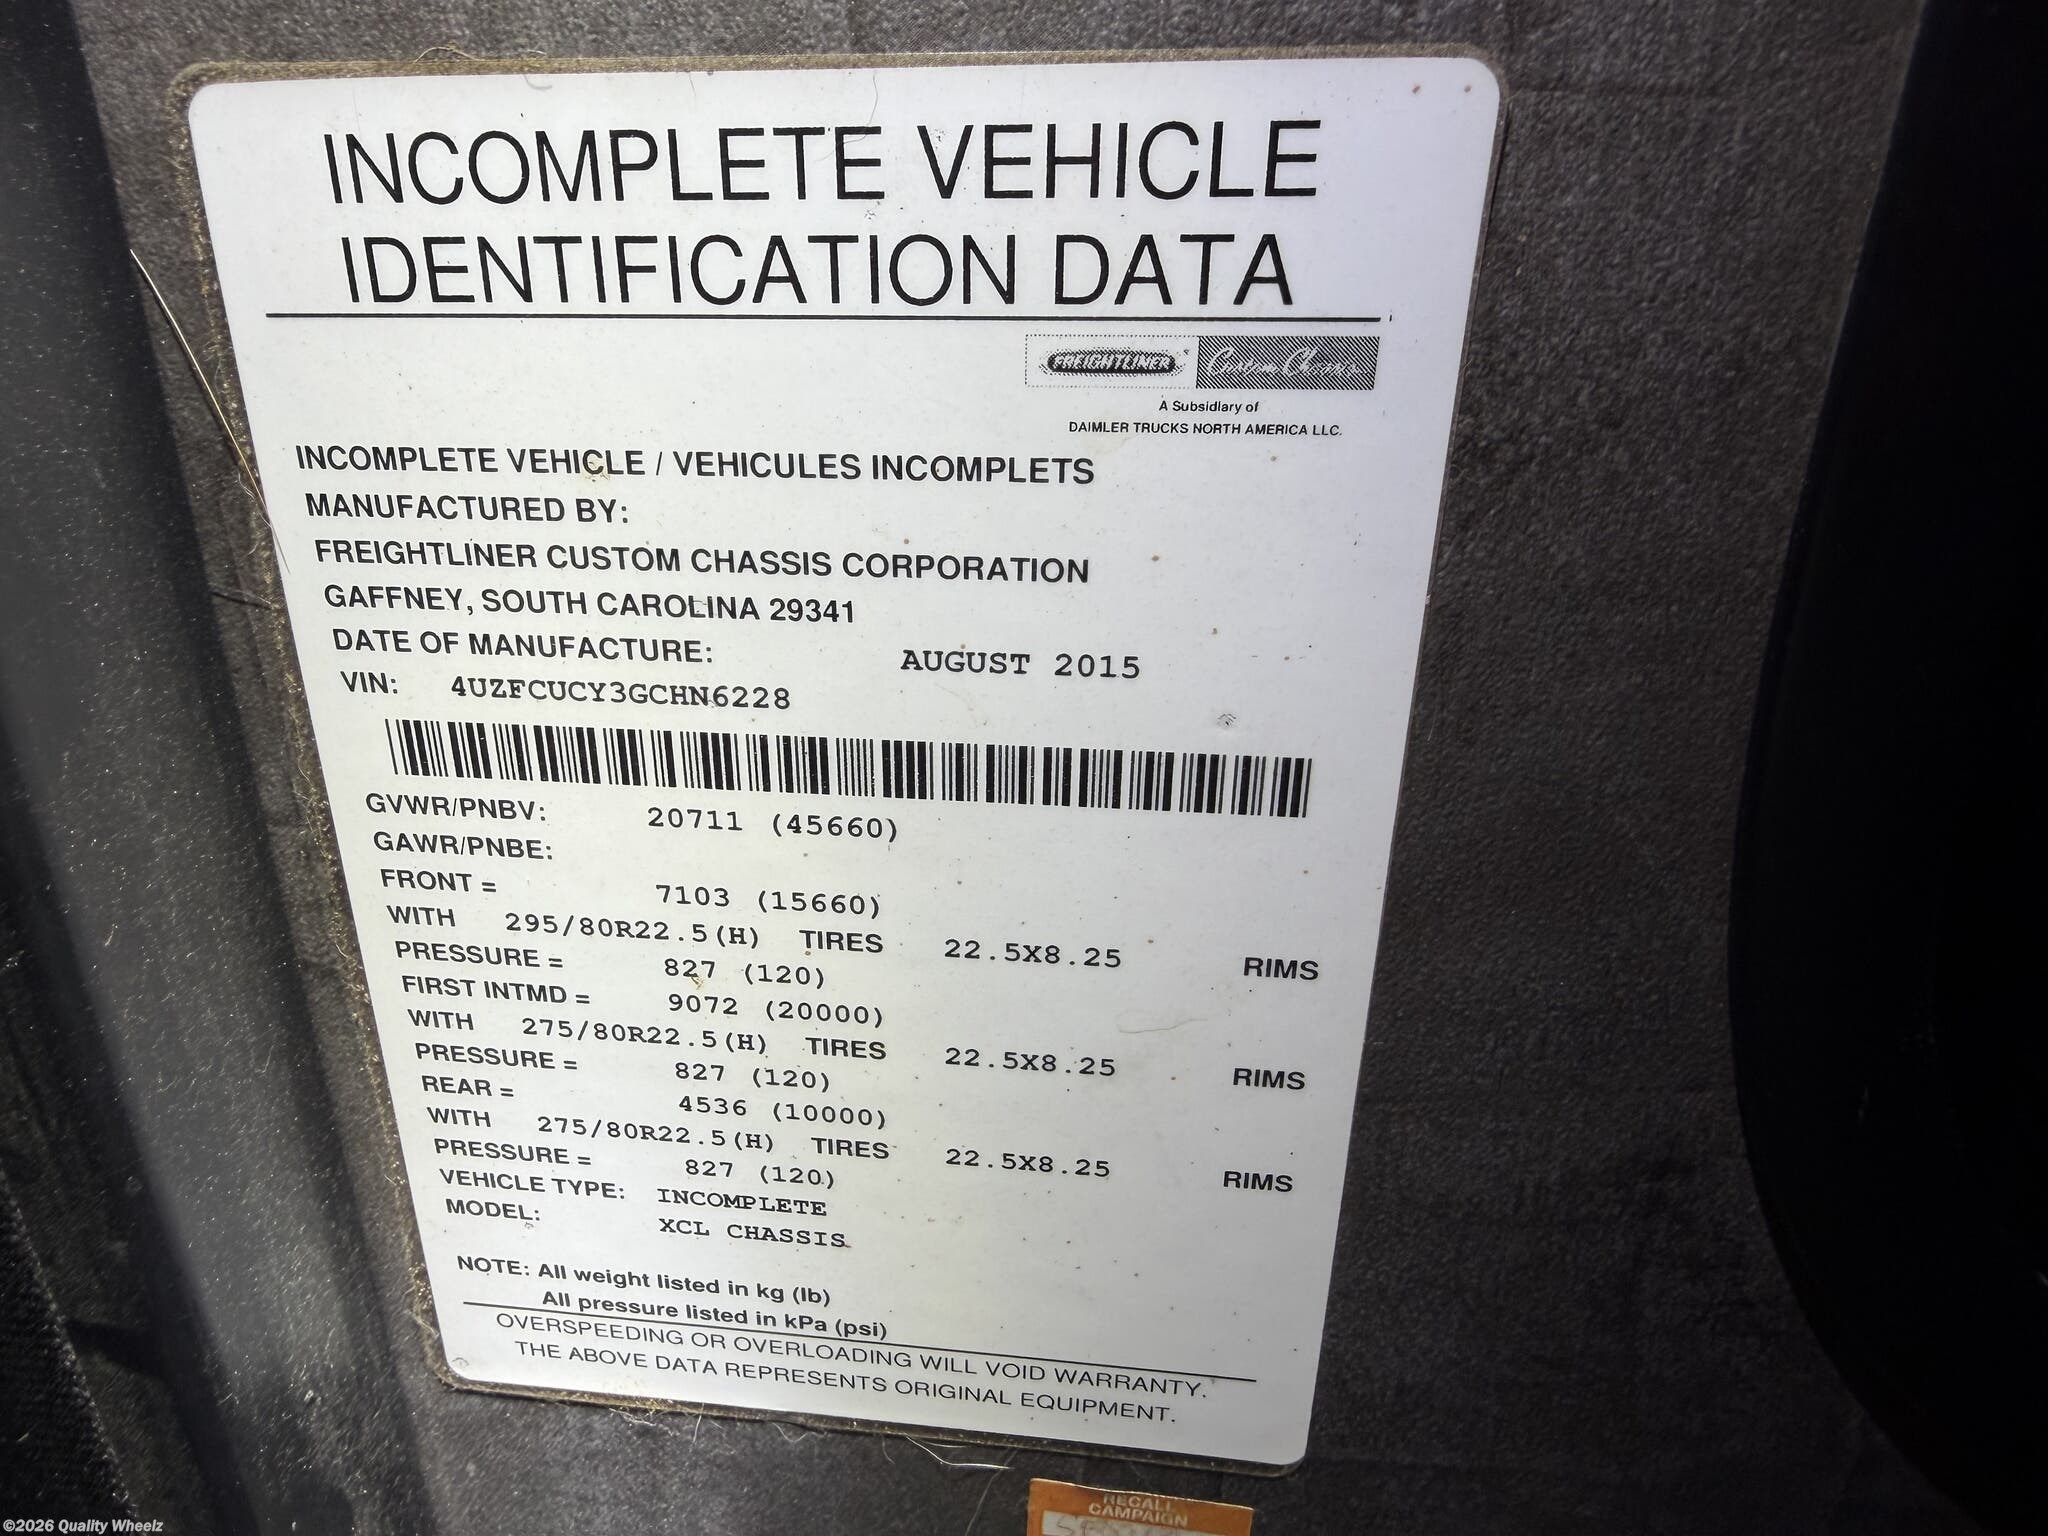 INCOMPLETE VEHICLE
IDENTIFICATION DATA
FREIGHTLINER Custom Chassis
A Subsidiary of
DAIMLER TRUCKS NORTH AMERICA LLC.
INCOMPLETE VEHICLE / VEHICULES INCOMPLETS
MANUFACTURED BY:
FREIGHTLINER CUSTOM CHASSIS CORPORATION
GAFFNEY, SOUTH CAROLINA 29341
DATE OF MANUFACTURE: AUGUST 2015
VIN: 4UZFCUCY3GCHN6228
GVWR/PNBV: 20711 (45660)
GAWR/PNBE:
FRONT = 7103 (15660)
WITH 295/80R22.5(H) TIRES 22.5X8.25 RIMS
PRESSURE = 827 (120)
FIRST INTMD = 9072 (20000)
WITH 275/80R22.5(H) TIRES 22.5X8.25 RIMS
PRESSURE = 827 (120)
REAR = 4536 (10000)
WITH 275/80R22.5(H) TIRES 22.5X8.25 RIMS
PRESSURE = 827 (120)
VEHICLE TYPE: INCOMPLETE
MODEL: XCL CHASSIS
NOTE: All weight listed in kg (lb)
All pressure listed in kPa (psi)
OVERSPEEDING OR OVERLOADING WILL VOID WARRANTY.
THE ABOVE DATA REPRESENTS ORIGINAL EQUIPMENT.
RECALL
CAMPAIGN
©2026 Quality Wheelz